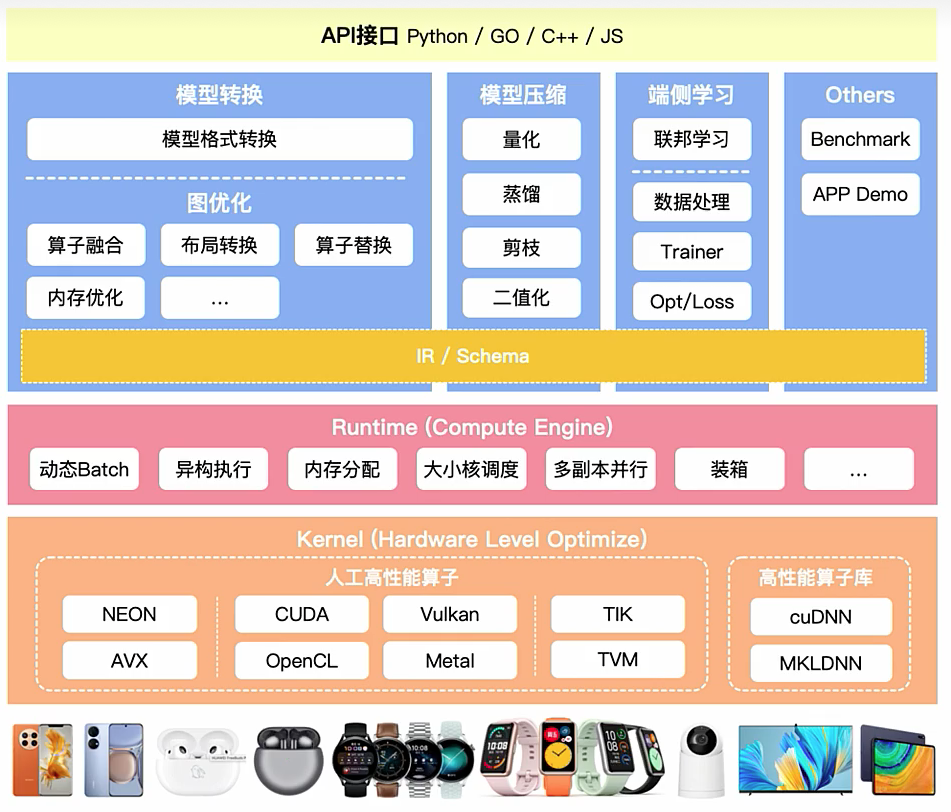 API接口 Python / GO / C++ / JS
模型转换
模型格式转换
图优化
算子融合
布局转换
算子替换
内存优化
...
模型压缩
量化
蒸馏
剪枝
二值化
端侧学习
联邦学习
数据处理
Trainer
Opt/Loss
Others
Benchmark
APP Demo
IR / Schema
Runtime (Compute Engine)
动态Batch
异构执行
内存分配
大小核调度
多副本并行
装箱
...
Kernel (Hardware Level Optimize)
人工高性能算子
NEON
CUDA
Vulkan
TIK
AVX
OpenCL
Metal
TVM
高性能算子库
cuDNN
MKLDNN